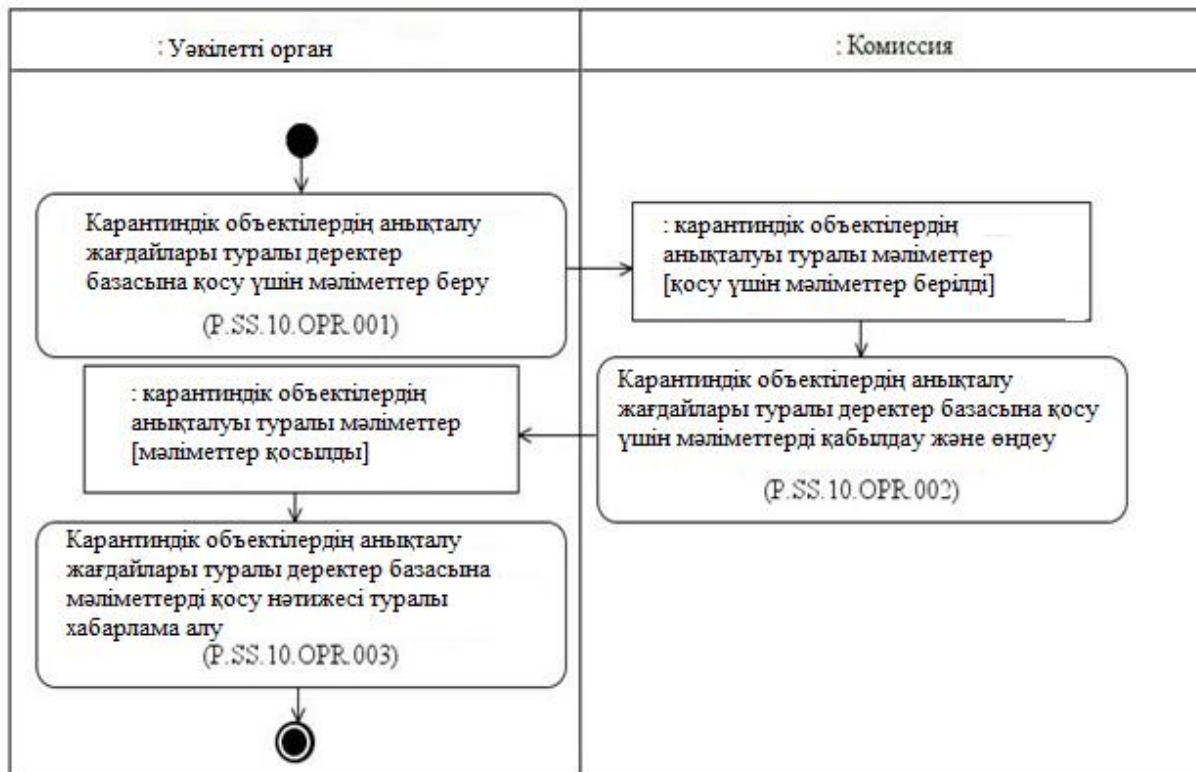 : Уәкілетті орган
: Комиссия
Карантиндік объектілердің анықталу
жағдайлары туралы деректер
базасына қосу үшін мәліметтер беру
(P.SS.10.OPR.001)
: карантиндік объектілердің
анықталуы туралы мәліметтер
[қосу үшін мәліметтер берілді]
Карантиндік объектілердің анықталу
жағдайлары туралы деректер базасына қосу
үшін мәліметтерді қабылдау және өңдеу
(P.SS.10.OPR.002)
: карантиндік объектілердің
анықталуы туралы мәліметтер
[мәліметтер қосылды]
Карантиндік объектілердің анықталу
жағдайлары туралы деректер базасына
мәліметтерді қосу нәтижесі туралы
хабарлама алу
(P.SS.10.OPR.003)